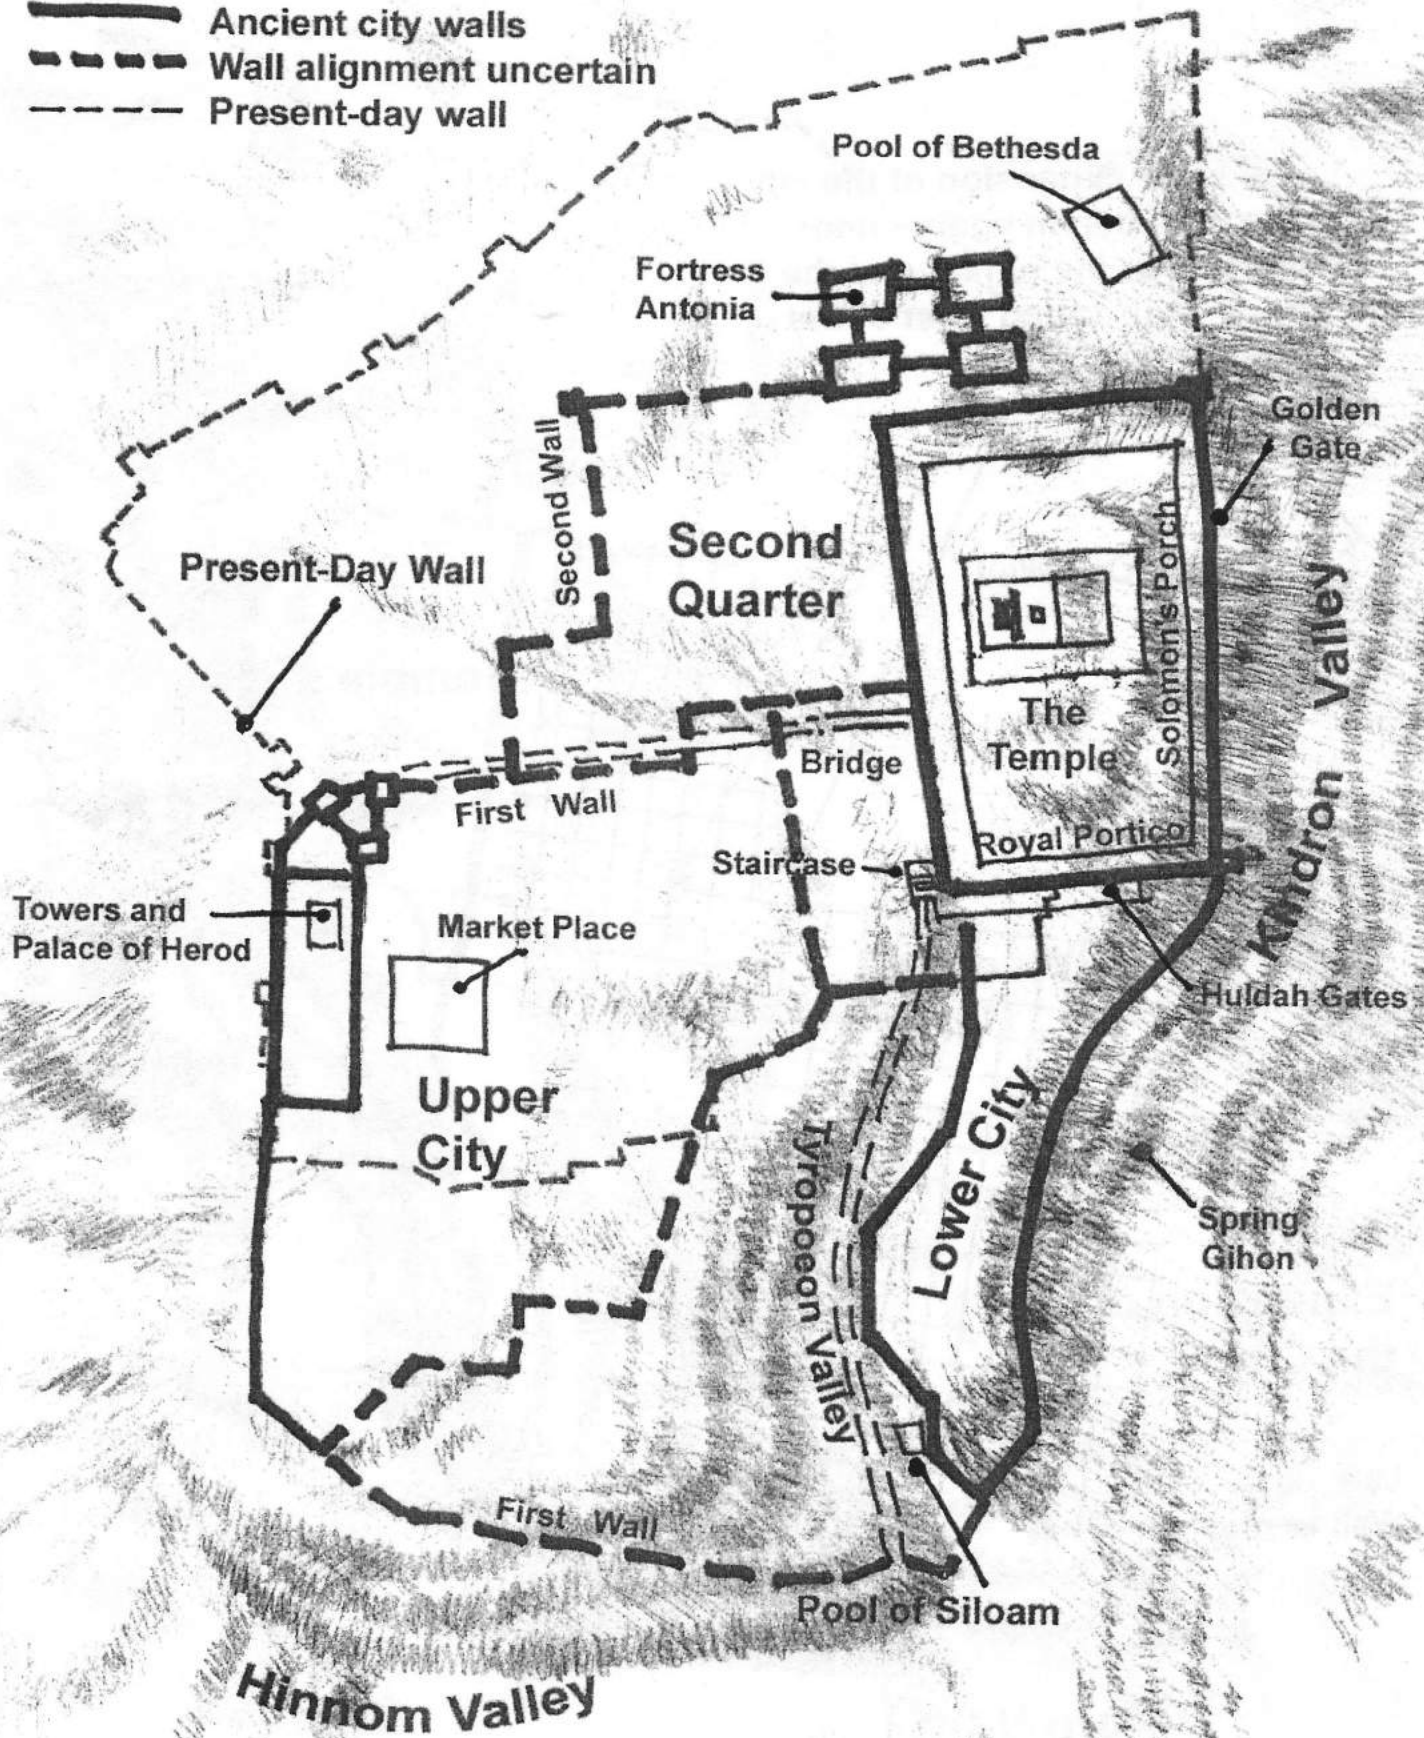 Ancient city walls
Wall alignment uncertain
Present-day wall
Pool of Bethesda
Fortress
Antonia
Golden
Gate
Second Wall
Second
Quarter
Present-Day Wall
Solomon's Porch
Kindron Valley
The
Temple
Bridge
First Wall
Royal Portico
Staircase
Towers and
Palace of Herod
Market Place
Huldah Gates
Upper
City
Lower City
Tyropoeon Valley
Spring
Gihon
First Wall
Pool of Siloam
Hinnom Valley